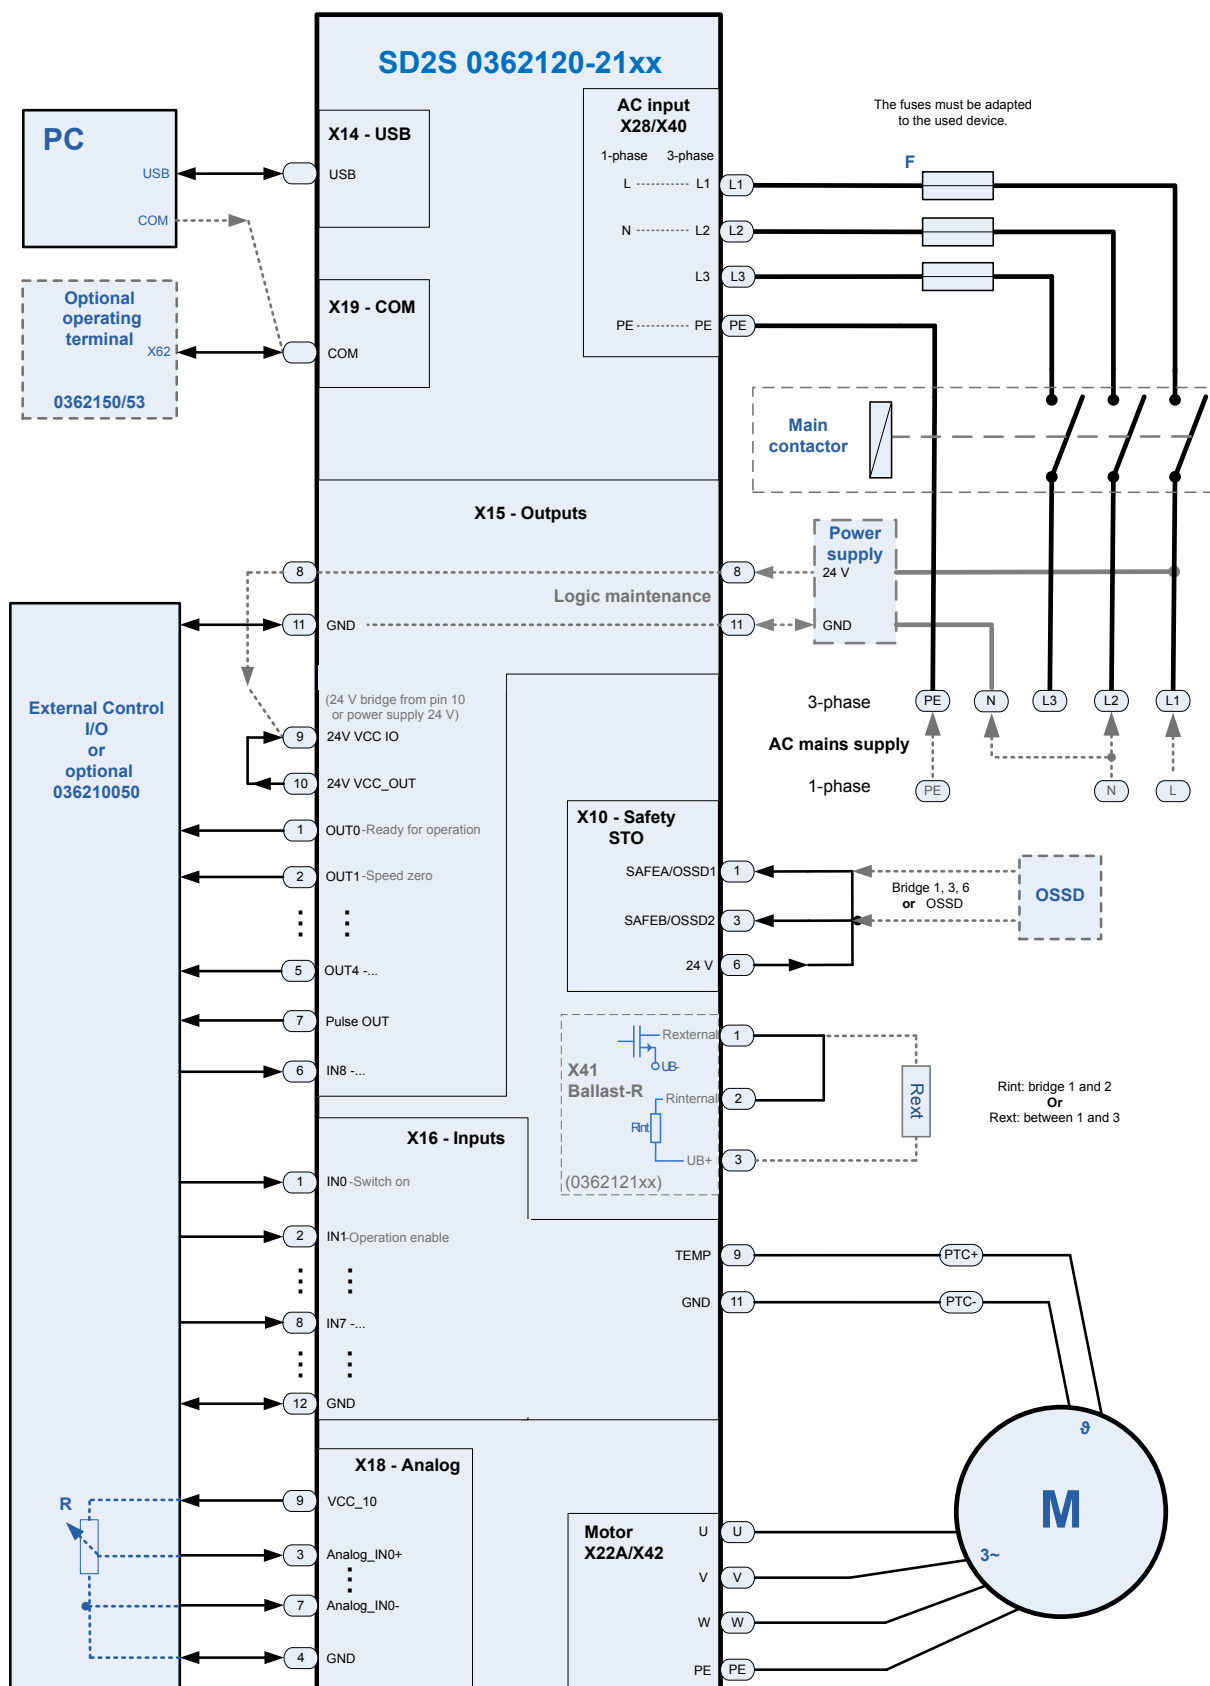 SD2S 0362120-21xx
PC
USB
COM
X14 - USB
USB
AC input
X28/X40
1-phase 3-phase
L L1 L1
N L2 L2
L3 L3
PE PE PE
The fuses must be adapted
to the used device.
F
Optional
operating
terminal
X62
0362150/53
X19 - COM
COM
Main
contactor
X15 - Outputs
Power
supply
24 V
GND
8
8
Logic maintenance
11 GND
11
(24 V bridge from pin 10
or power supply 24 V)
9 24V VCC IO
10 24V VCC_OUT
1 OUT0 -Ready for operation
2 OUT1 -Speed zero
5 OUT4 -...
7 Pulse OUT
6 IN8 -...
External Control
I/O
or
optional
036210050
3-phase PE N L3 L2 L1
AC mains supply
1-phase PE N L
X10 - Safety
STO
SAFEA/OSSD1 1
SAFEB/OSSD2 3
24 V 6
Bridge 1, 3, 6
or OSSD
OSSD
X41
Ballast-R
Rexternal 1
UB-
Rinternal 2
Rint
UB+ 3
(0362121xx)
Rext
Rint: bridge 1 and 2
Or
Rext: between 1 and 3
X16 - Inputs
1 IN0 -Switch on
2 IN1 -Operation enable
8 IN7 -...
12 GND
TEMP 9 PTC+
GND 11 PTC-
X18 - Analog
R
9 VCC_10
3 Analog_IN0+
7 Analog_IN0-
4 GND
Motor
X22A/X42
U U
V V
W W
PE PE
ϑ
M
3~